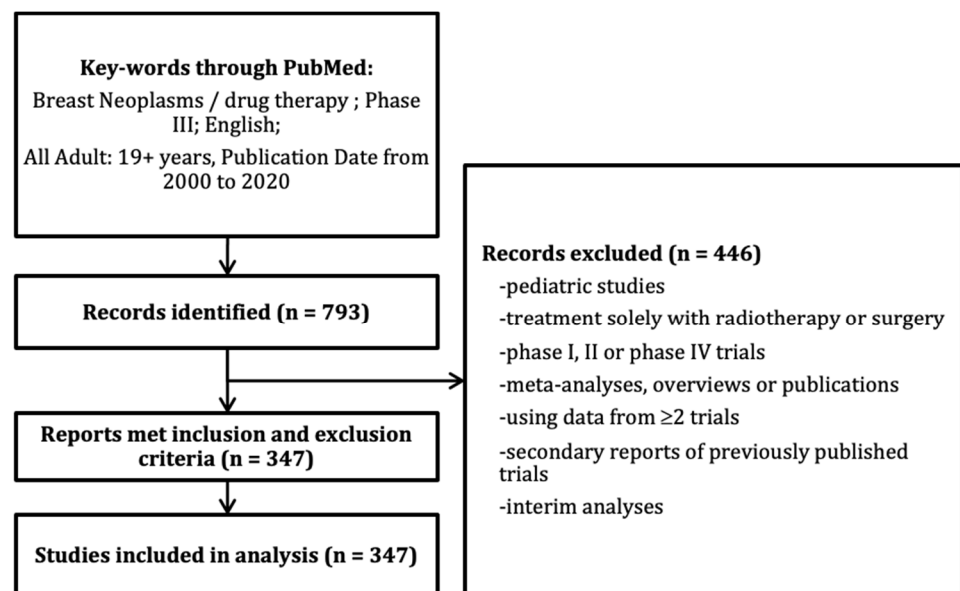 Key-words through PubMed:
Breast Neoplasms / drug therapy ; Phase
III; English;
All Adult: 19+ years, Publication Date from
2000 to 2020
Records identified (n = 793)
Records excluded (n = 446)
-pediatric studies
-treatment solely with radiotherapy or surgery
-phase I, II or phase IV trials
-meta-analyses, overviews or publications
-using data from ≥2 trials
-secondary reports of previously published
trials
-interim analyses
Reports met inclusion and exclusion
criteria (n = 347)
Studies included in analysis (n = 347)